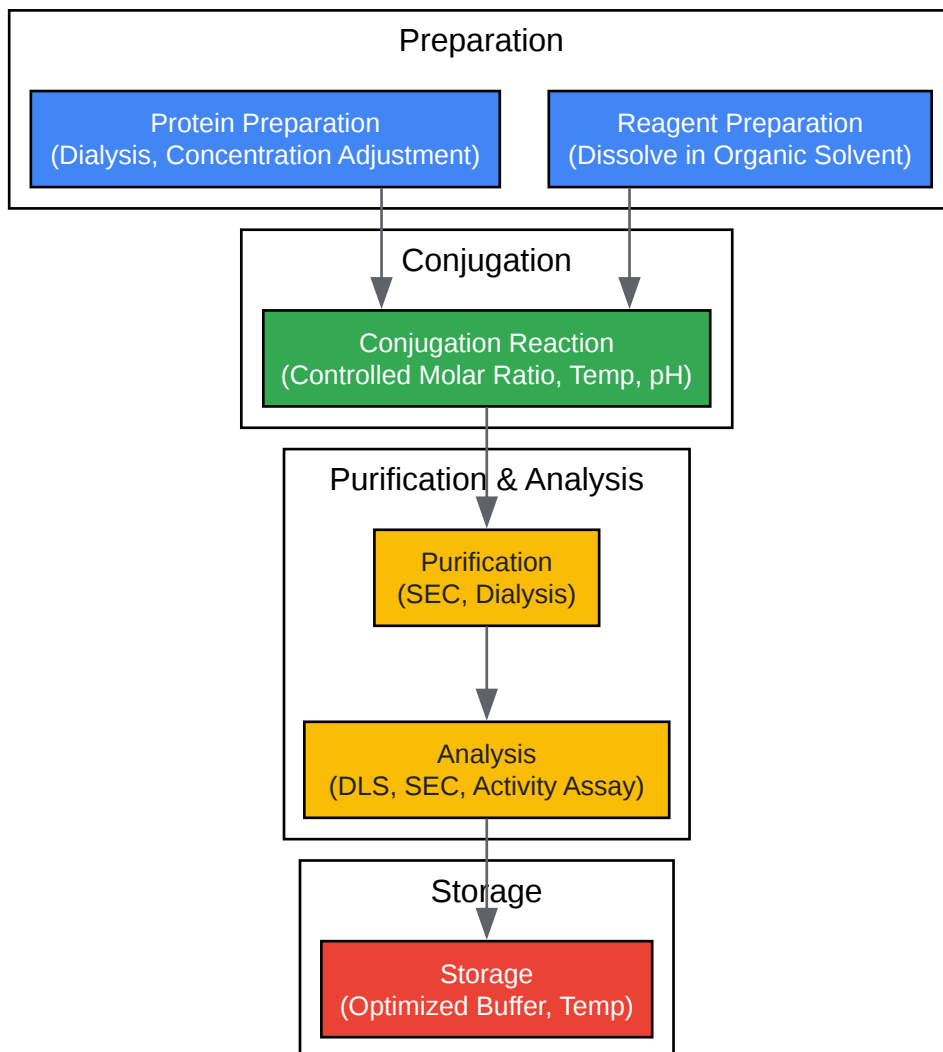 Preparation
Protein Preparation
(Dialysis, Concentration Adjustment)
Reagent Preparation
(Dissolve in Organic Solvent)
Conjugation
Conjugation Reaction
(Controlled Molar Ratio, Temp, pH)
Purification & Analysis
Purification
(SEC, Dialysis)
Analysis
(DLS, SEC, Activity Assay)
Storage
Storage
(Optimized Buffer, Temp)